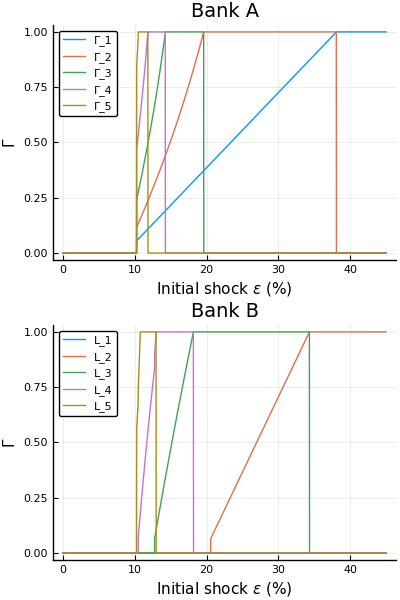 Bank A
1.00
0.75
0.50
0.25
0.00
Γ
Γ_1
Γ_2
Γ_3
Γ_4
Γ_5
0 10 20 30 40
Initial shock ε (%)
Bank B
1.00
0.75
0.50
0.25
0.00
Γ
L_1
L_2
L_3
L_4
L_5
0 10 20 30 40
Initial shock ε (%)